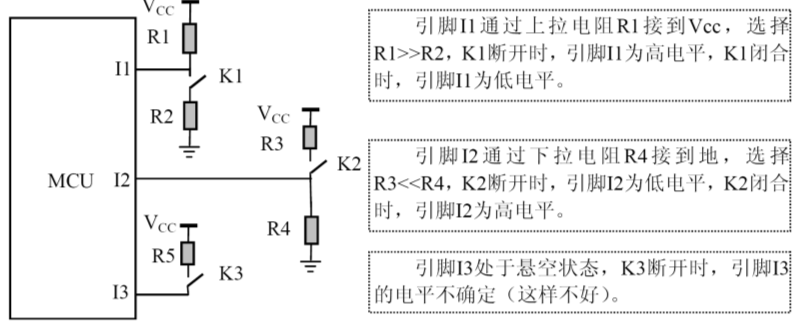 VCC
R1
I1
K1
R2
VCC
R3
K2
MCU
I2
VCC
R4
R5
K3
I3
引脚I1通过上拉电阻R1接到Vcc，选择
R1>>R2，K1断开时，引脚I1为高电平，K1闭合
时，引脚I1为低电平。
引脚I2通过下拉电阻R4接到地，选择
R3<<R4，K2断开时，引脚I2为低电平，K2闭合
时，引脚I2为高电平。
引脚I3处于悬空状态，K3断开时，引脚I3
的电平不确定（这样不好）。